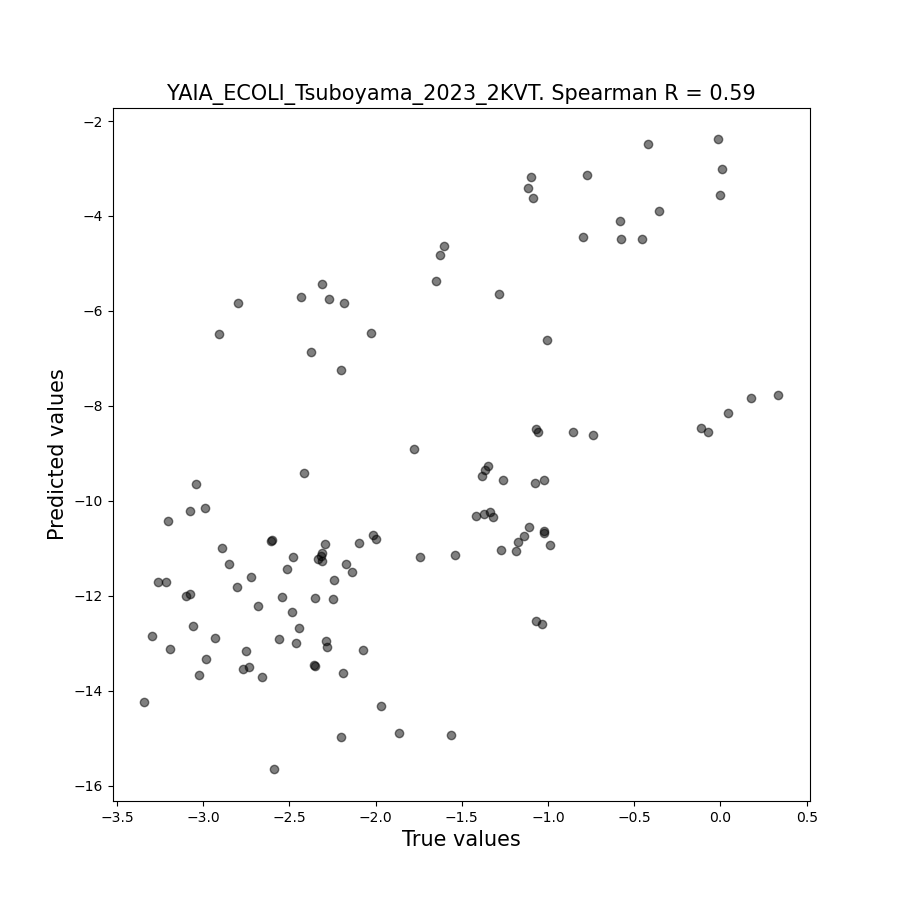 YAIA_ECOLI_Tsuboyama_2023_2KVT. Spearman R = 0.59
−2
−4
−6
−8
−10
−12
−14
−16
Predicted values
−3.5 −3.0 −2.5 −2.0 −1.5 −1.0 −0.5 0.0 0.5
True values